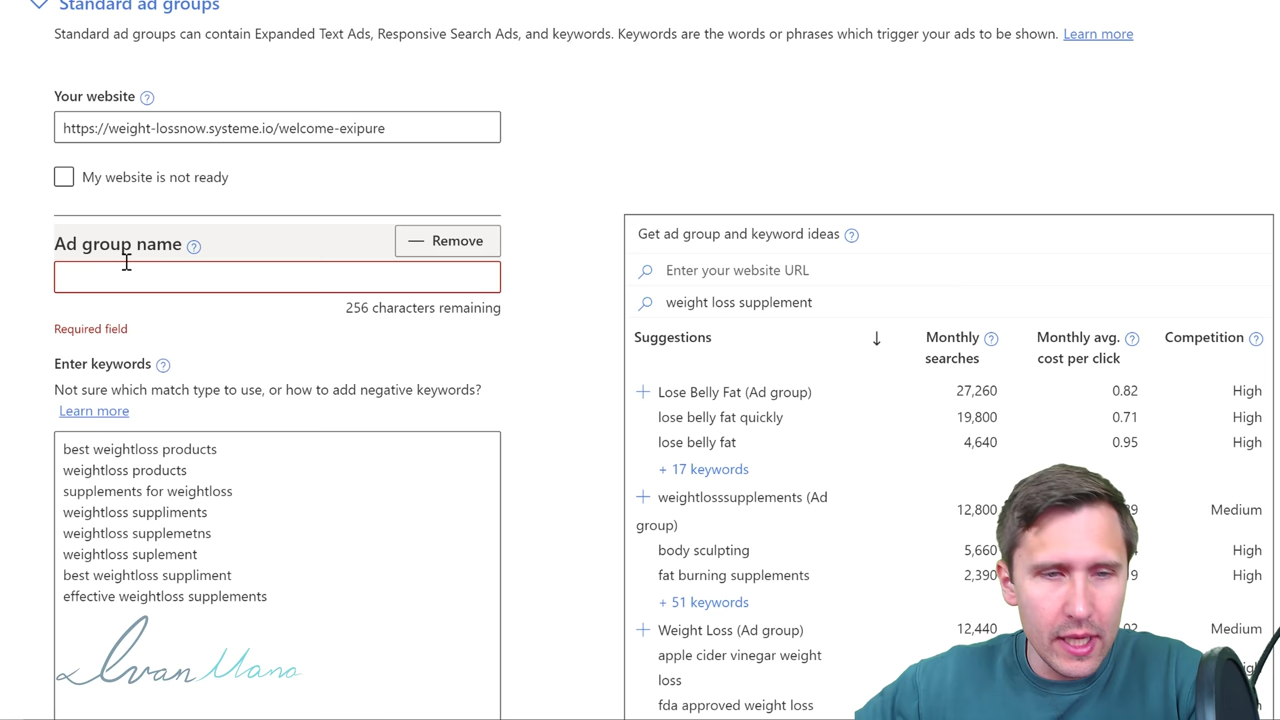 Standard ad groups
Standard ad groups can contain Expanded Text Ads, Responsive Search Ads, and keywords. Keywords are the words or phrases which trigger your ads to be shown. Learn more
Your website
https://weight-lossnow.systeme.io/welcome-exipure
My website is not ready
Ad group name
Remove
256 characters remaining
Required field
Enter keywords
Not sure which match type to use, or how to add negative keywords?
Learn more
best weightloss products
weightloss products
supplements for weightloss
weightloss suppliments
weightloss supplemetns
weightloss suplement
best weightloss suppliment
effective weightloss supplements
Ivan Mana
Get ad group and keyword ideas
Enter your website URL
weight loss supplement
Suggestions ↓ Monthly searches Monthly avg. cost per click Competition
+ Lose Belly Fat (Ad group) 27,260 0.82 High
lose belly fat quickly 19,800 0.71 High
lose belly fat 4,640 0.95 High
+ 17 keywords
+ weightlosssupplements (Ad group) 12,800 Medium
body sculpting 5,660 High
fat burning supplements 2,390 High
+ 51 keywords
+ Weight Loss (Ad group) 12,440 Medium
apple cider vinegar weight
loss
fda approved weight loss